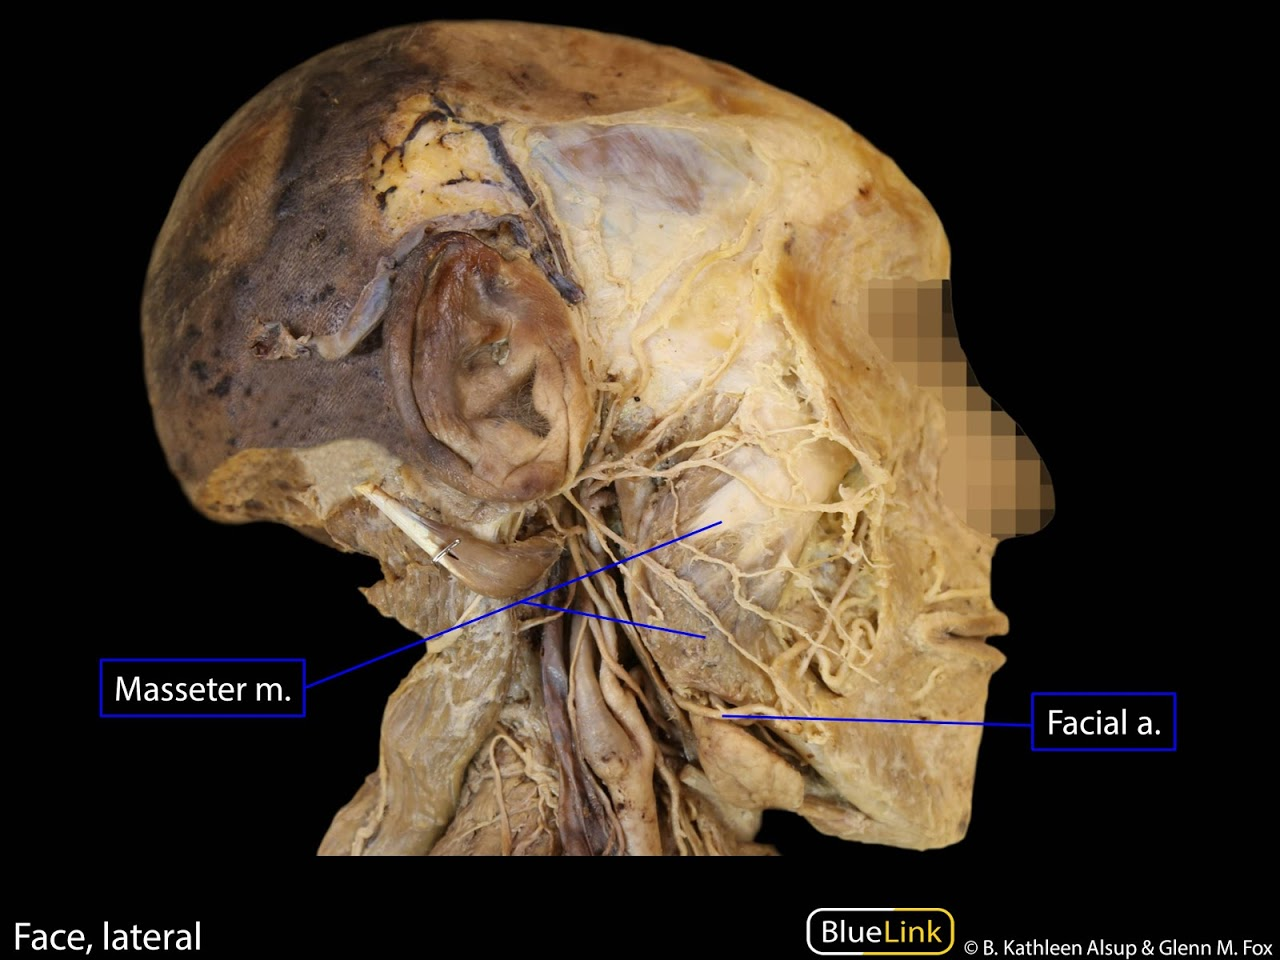 Masseter m.
Facial a.
Face, lateral
BlueLink
© B. Kathleen Alsup & Glenn M. Fox